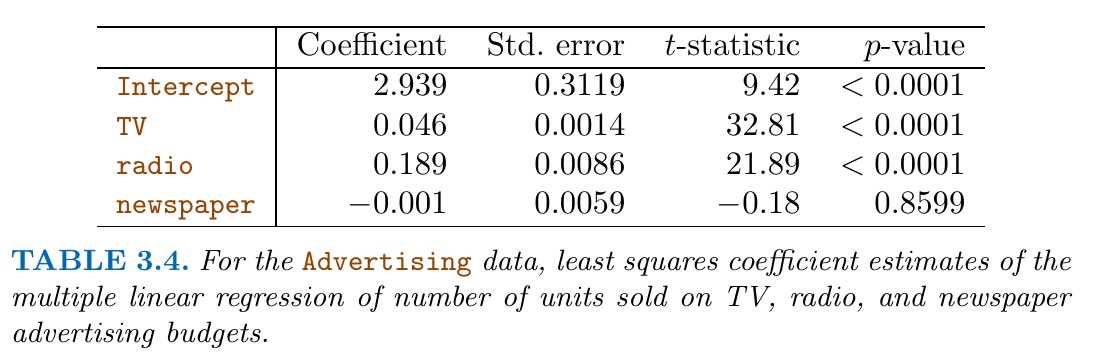 Coefficient Std. error t-statistic p-value
Intercept 2.939 0.3119 9.42 < 0.0001
TV 0.046 0.0014 32.81 < 0.0001
radio 0.189 0.0086 21.89 < 0.0001
newspaper −0.001 0.0059 −0.18 0.8599
TABLE 3.4. For the Advertising data, least squares coefficient estimates of the
multiple linear regression of number of units sold on TV, radio, and newspaper
advertising budgets.